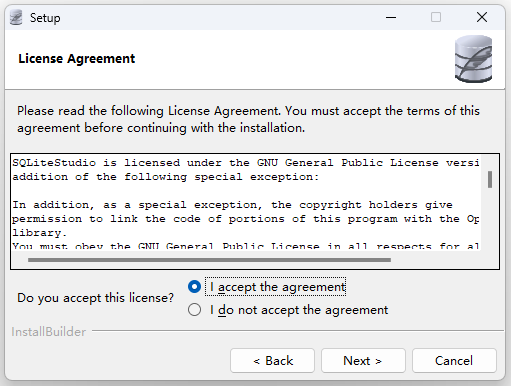 Setup
License Agreement
Please read the following License Agreement. You must accept the terms of this
agreement before continuing with the installation.
SQLiteStudio is licensed under the GNU General Public License versi
addition of the following special exception:
In addition, as a special exception, the copyright holders give
permission to link the code of portions of this program with the Op
library.
You must obey the GNU General Public License in all respects for al
Do you accept this license?
I accept the agreement
I do not accept the agreement
InstallBuilder
< Back
Next >
Cancel